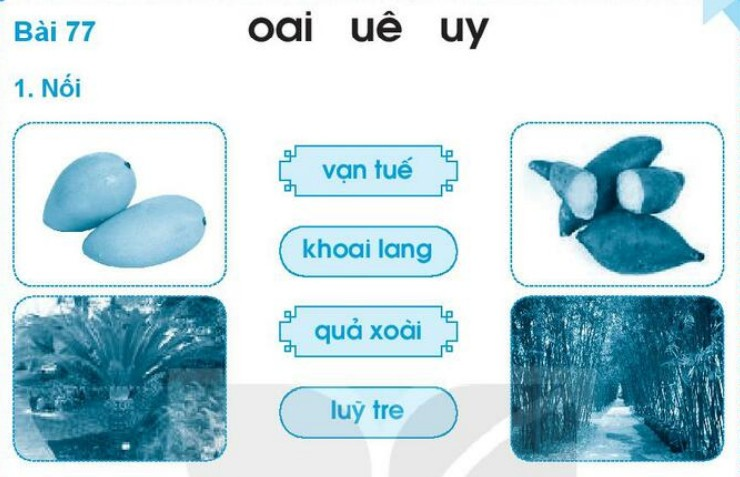 Bài 77
oai uê uy
1. Nối
vạn tuế
khoai lang
quả xoài
luỹ tre